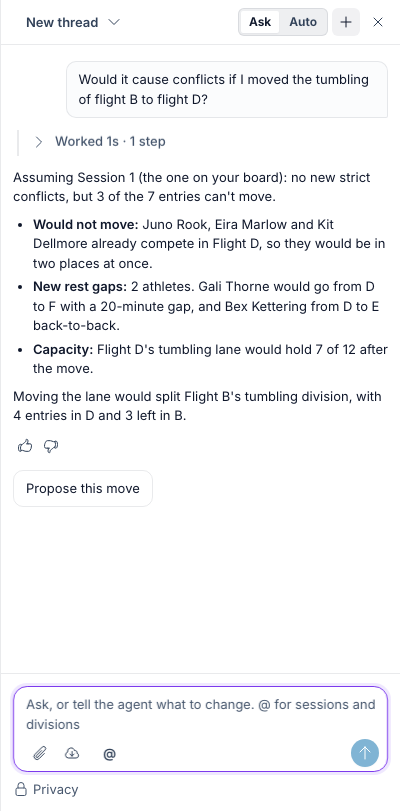 New thread
Ask Auto
Would it cause conflicts if I moved the tumbling
of flight B to flight D?
Worked 1s · 1 step
Assuming Session 1 (the one on your board): no new strict
conflicts, but 3 of the 7 entries can't move.
• Would not move: Juno Rook, Eira Marlow and Kit
Dellmore already compete in Flight D, so they would be in
two places at once.
• New rest gaps: 2 athletes. Gali Thorne would go from D
to F with a 20-minute gap, and Bex Kettering from D to E
back-to-back.
• Capacity: Flight D's tumbling lane would hold 7 of 12 after
the move.
Moving the lane would split Flight B's tumbling division, with
4 entries in D and 3 left in B.
Propose this move
Ask, or tell the agent what to change. @ for sessions and
divisions
@
Privacy